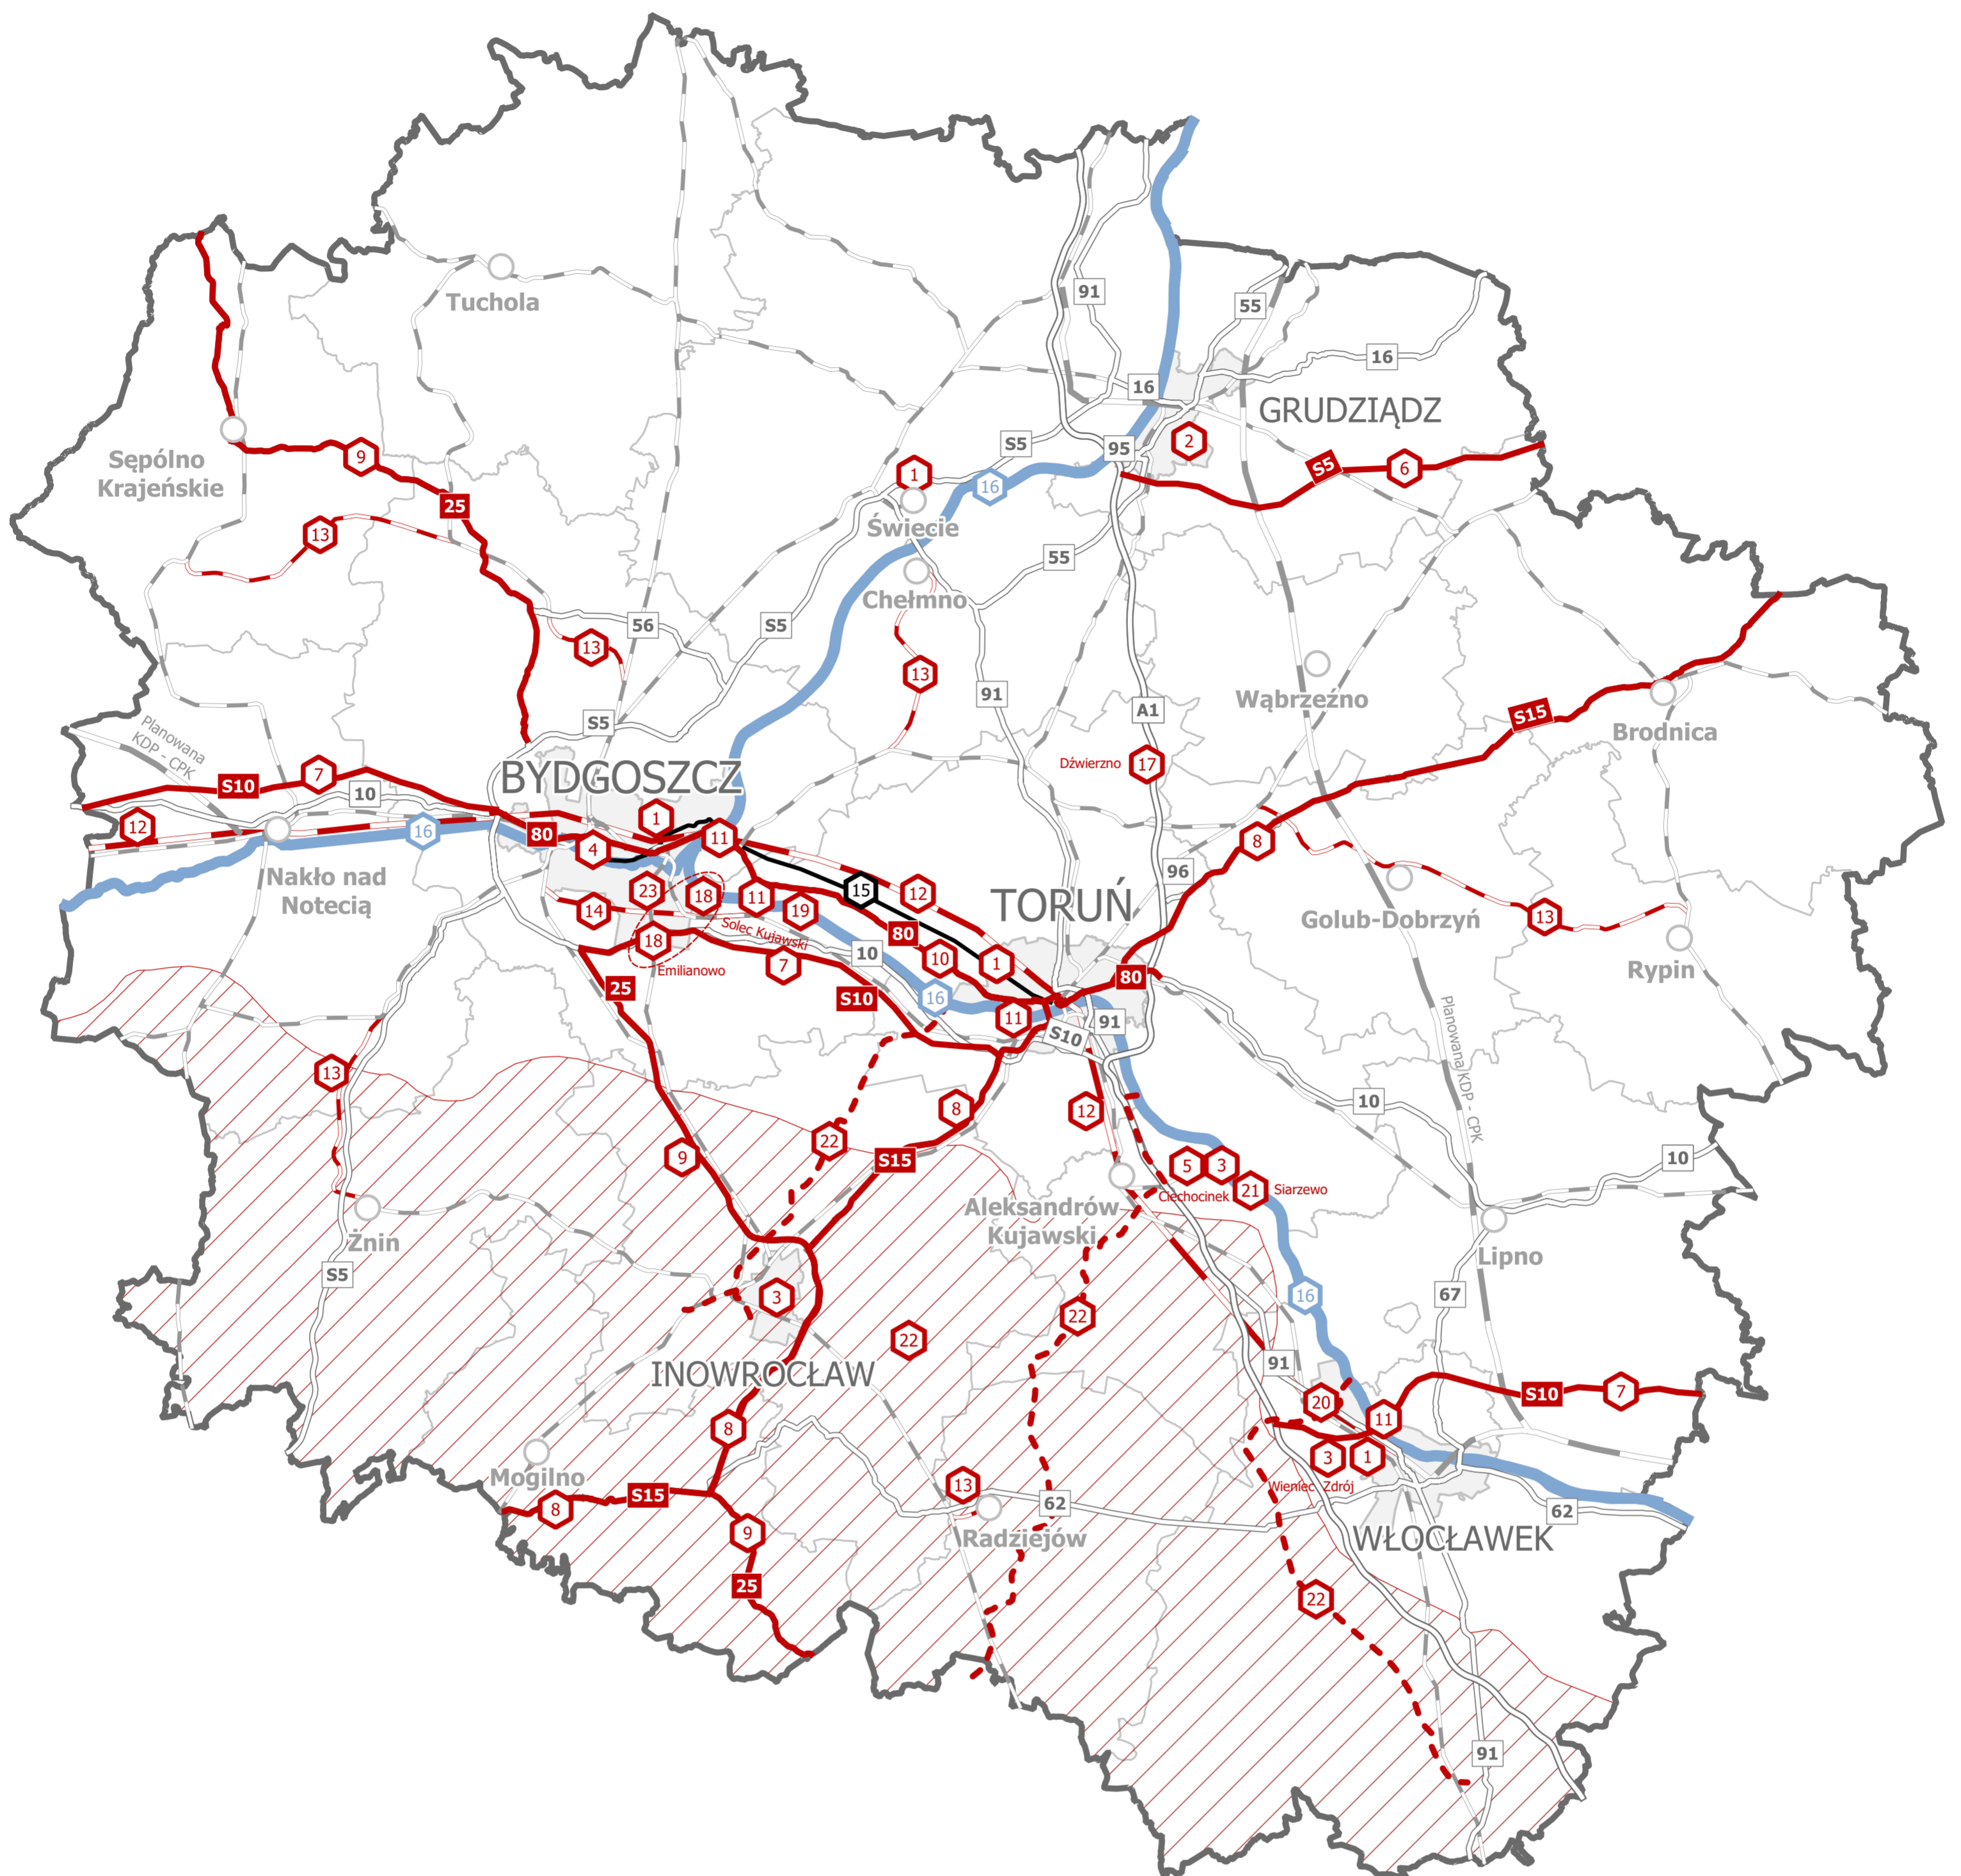 91
55
Tuchola
16
16
GRUDZIĄDZ
2
S5
95
Sępólno
Krajeńskie
9
S5
6
1
16
25
Świecie
13
55
Chełmno
56
S5
13
13
Wąbrzeźno
91
A1
S15
Brodnica
S5
Planowana
KDP - CPK
Dźwierzno
17
BYDGOSZCZ
7
S10
10
1
12
16
80
4
11
8
Nakło nad
Notecią
96
23
18
11
15
12
TORUŃ
Golub-Dobrzyń
14
19
13
Solec Kujawski
80
18
10
Rypin
Emilianowo
7
10
1
80
25
S10
16
11
91
S10
Planowana KDP - CPK
13
8
12
10
22
9
S15
5
3
10
Ciechocinek
21
Siarzewo
Aleksandrów
Kujawski
Żnin
Lipno
S5
3
16
67
22
22
91
INOWROCŁAW
S10
7
20
11
8
3
1
Mogilno
13
Wieniec Zdrój
S15
8
62
62
9
Radziejów
WŁOCŁAWEK
25
22
91